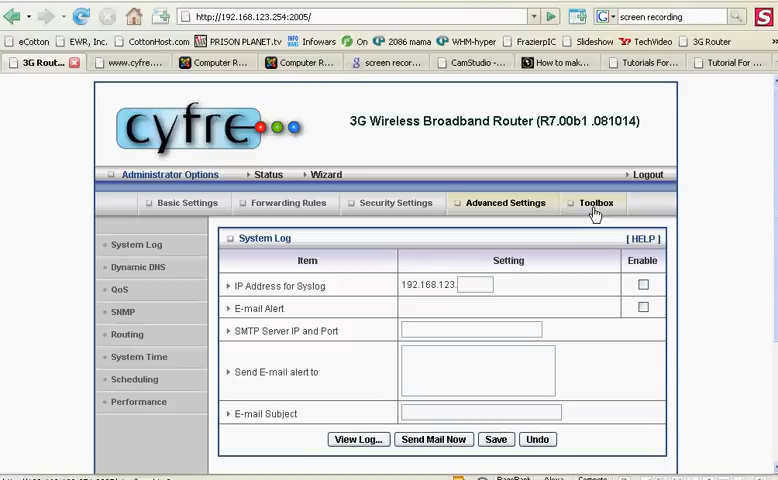 http://192.168.123.254:2005/
screen recording
eCotton
EWR, Inc.
CottonHost.com
PRISON PLANET.tv
Infowars
On
2086 mama
WHM-hyper
FrazierPIC
Slideshow
TechVideo
3G Router
»
3G Rout...
www.cyfre....
Computer R...
Computer R...
screen recor...
CamStudio -...
How to mak...
Tutorials For...
Tutorial For ...
cyfre
3G Wireless Broadband Router (R7.00b1 .081014)
Administrator Options
Status
Wizard
Logout
Basic Settings
Forwarding Rules
Security Settings
Advanced Settings
Toolbox
System Log
Dynamic DNS
QoS
SNMP
Routing
System Time
Scheduling
Performance
System Log
[ HELP ]
Item
Setting
Enable
IP Address for Syslog
192.168.123.
E-mail Alert
SMTP Server IP and Port
Send E-mail alert to
E-mail Subject
View Log...
Send Mail Now
Save
Undo